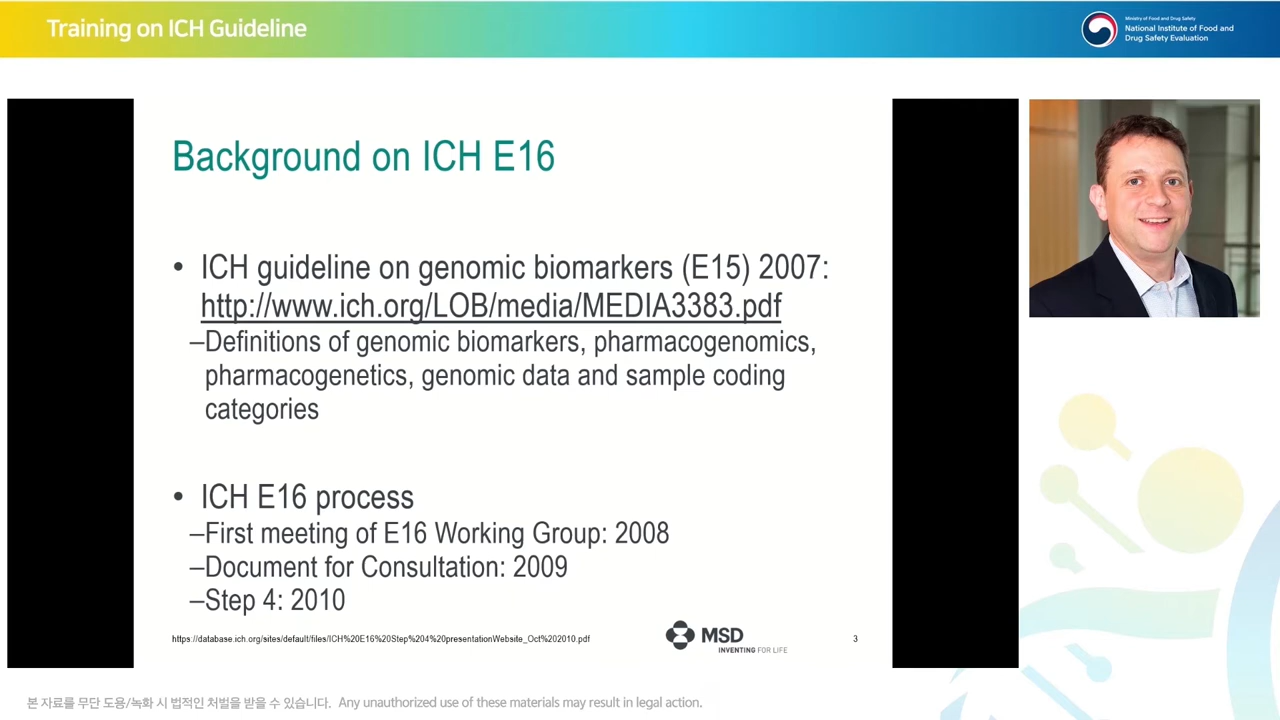 Training on ICH Guideline
Ministry of Food and Drug Safety
National Institute of Food and
Drug Safety Evaluation
Background on ICH E16
• ICH guideline on genomic biomarkers (E15) 2007:
http://www.ich.org/LOB/media/MEDIA3383.pdf
–Definitions of genomic biomarkers, pharmacogenomics,
pharmacogenetics, genomic data and sample coding
categories
• ICH E16 process
–First meeting of E16 Working Group: 2008
–Document for Consultation: 2009
–Step 4: 2010
https://database.ich.org/sites/default/files/ICH%20E16%20Step%204%20presentationWebsite_Oct%202010.pdf
MSD
INVENTING FOR LIFE
3
본 자료를 무단 도용/녹화 시 법적인 처벌을 받을 수 있습니다. Any unauthorized use of these materials may result in legal action.